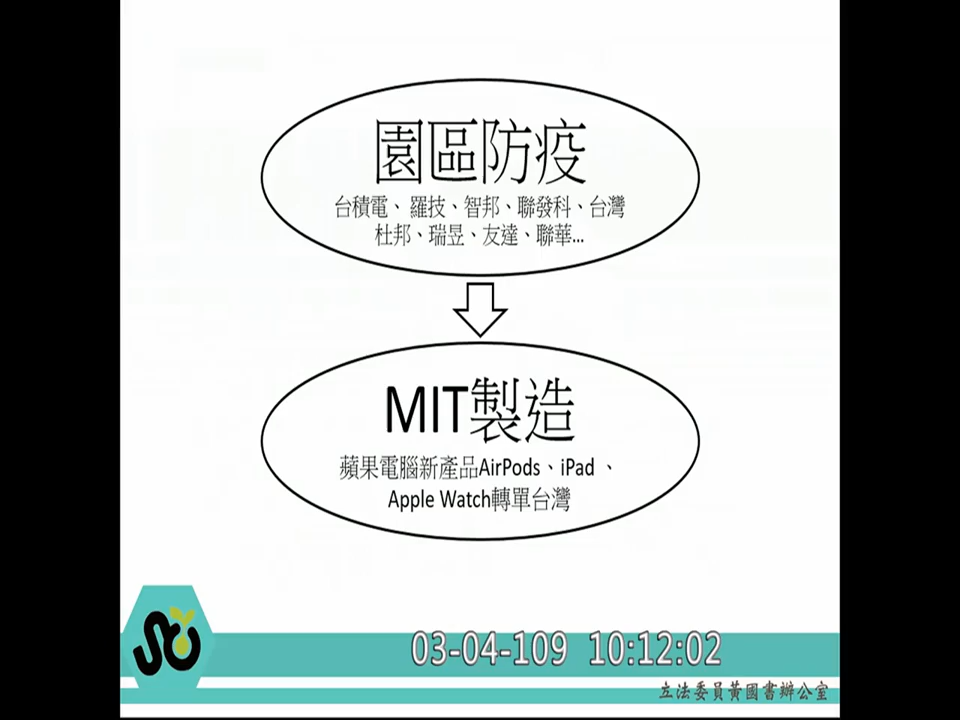 園區防疫
台積電、羅技、智邦、聯發科、台灣
杜邦、瑞昱、友達、聯華...
MIT製造
蘋果電腦新產品AirPods、iPad、
Apple Watch轉單台灣
03-04-109 10:12:02
立法委員黃國書辦公室